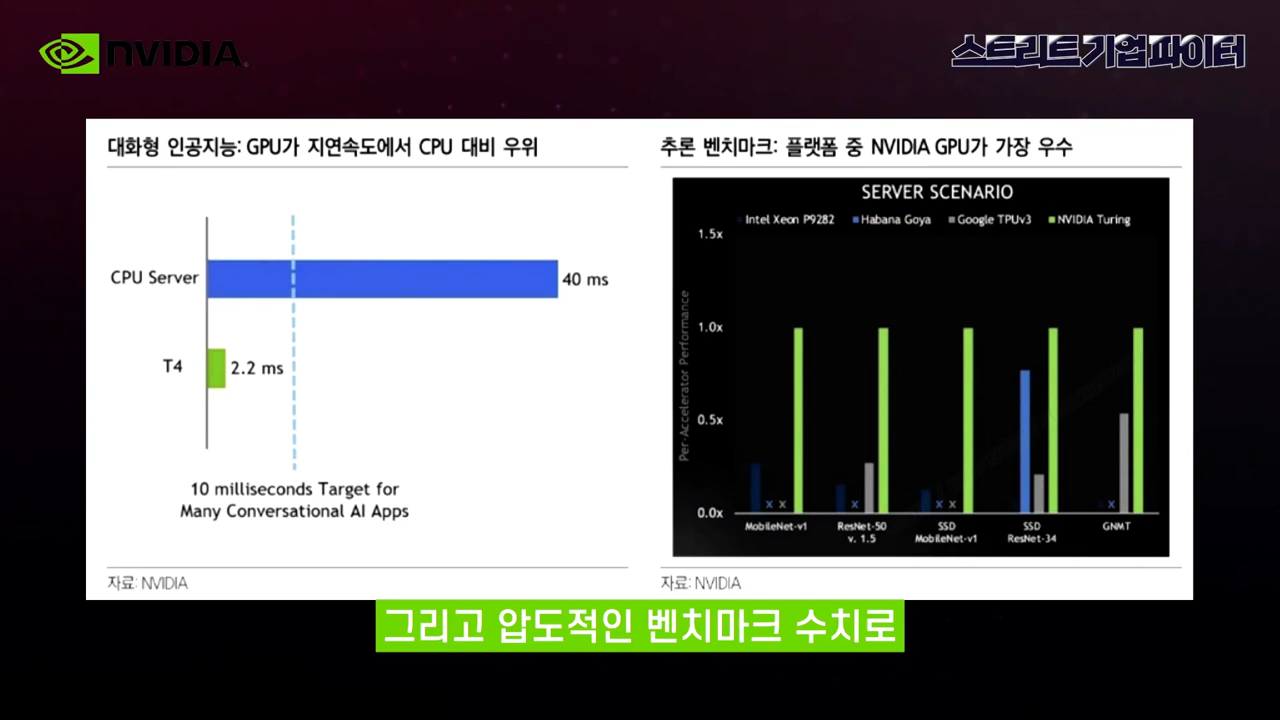 NVIDIA
스트리트 기업 파이터
대화형 인공지능: GPU가 지연속도에서 CPU 대비 우위
CPU Server
40 ms
T4
2.2 ms
10 milliseconds Target for
Many Conversational AI Apps
자료: NVIDIA
추론 벤치마크: 플랫폼 중 NVIDIA GPU가 가장 우수
SERVER SCENARIO
Intel Xeon P9282
Habana Goya
Google TPUv3
NVIDIA Turing
Per-Accelerator Performance
1.5x
1.0x
0.5x
0.0x
x x
x
x x
x
MobileNet-v1
ResNet-50
v. 1.5
SSD
MobileNet-v1
SSD
ResNet-34
GNMT
자료: NVIDIA
그리고 압도적인 벤치마크 수치로